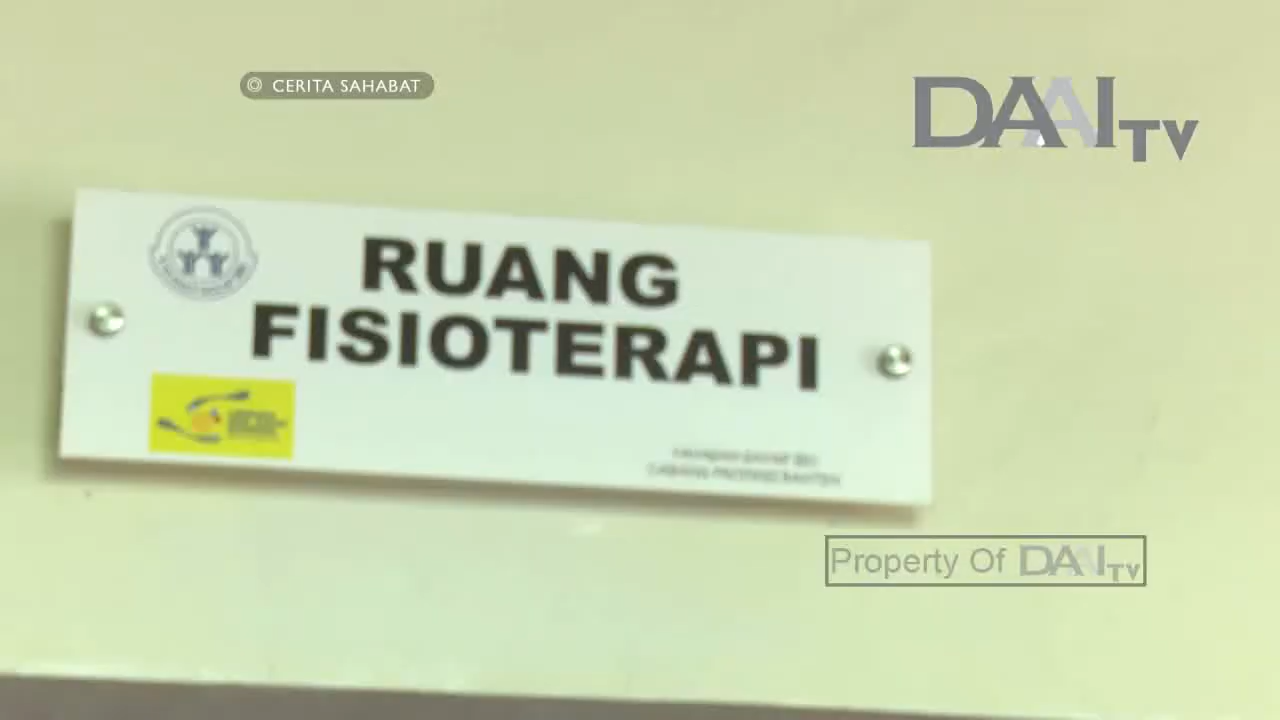 © CERITA SAHABAT
DAAI TV
RUANG
FISIOTERAPI
Property Of DAAI TV